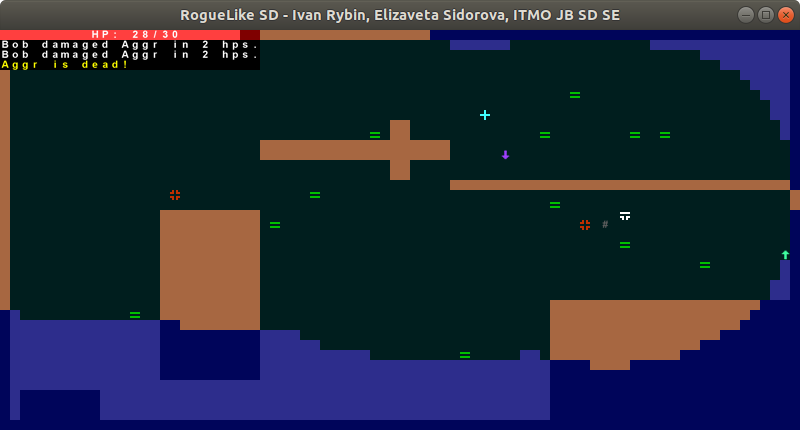 RogueLike SD - Ivan Rybin, Elizaveta Sidorova, ITMO JB SD SE
HP: 28/30
Bob damaged Aggr in 2 hps.
Bob damaged Aggr in 2 hps.
Aggr is dead!
#